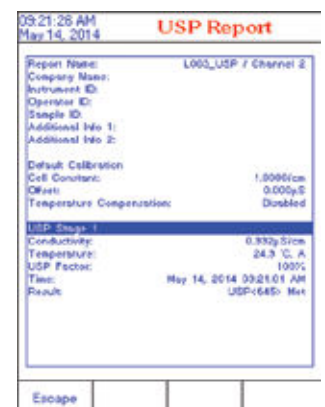 09:21:26 AM
May 14, 2014
USP Report
Report Name: L003_USP / Channel 2
Company Name:
Instrument ID:
Operator ID:
Sample ID:
Additional Info 1:
Additional Info 2:
Default Calibration
Cell Constant: 1.0000/cm
Offset: 0.000µS
Temperature Compensation: Disabled
USP Stage 1
Conductivity: 0.992µS/cm
Temperature: 24.9 °C, A
USP Factor: 100%
Time: May 14, 2014 09:21:01 AM
Result: USP<645> Met
Escape